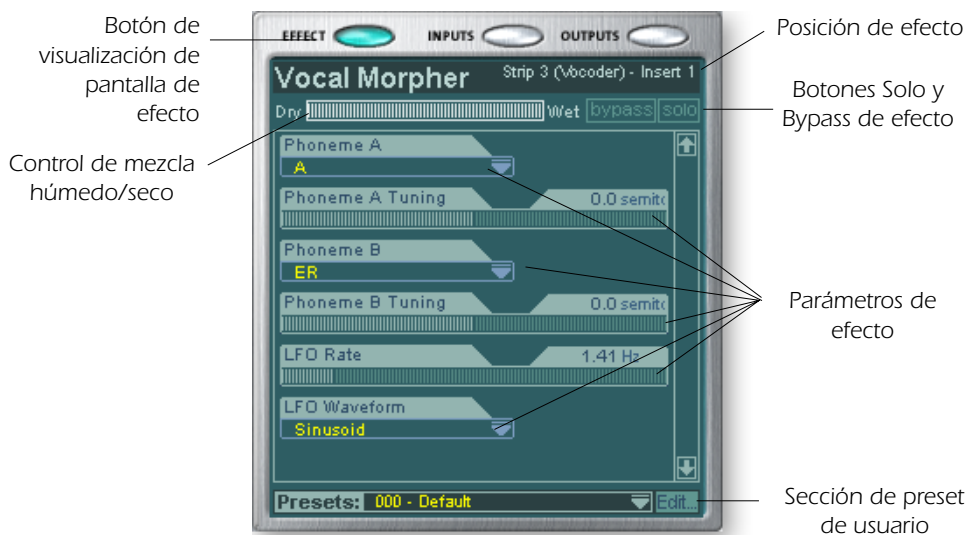 Botón de
visualización de
pantalla de
efecto
Control de mezcla
húmedo/seco
EFFECT
INPUTS
OUTPUTS
Vocal Morpher
Strip 3 (Vocoder) - Insert 1
Dry
Wet
bypass
solo
Phoneme A
A
Phoneme A Tuning
0.0 semito
Phoneme B
ER
Phoneme B Tuning
0.0 semito
LFO Rate
1.41 Hz
LFO Waveform
Sinusoid
Presets:
000 - Default
Edit...
Posición de efecto
Botones Solo y
Bypass de efecto
Parámetros de
efecto
Sección de preset
de usuario